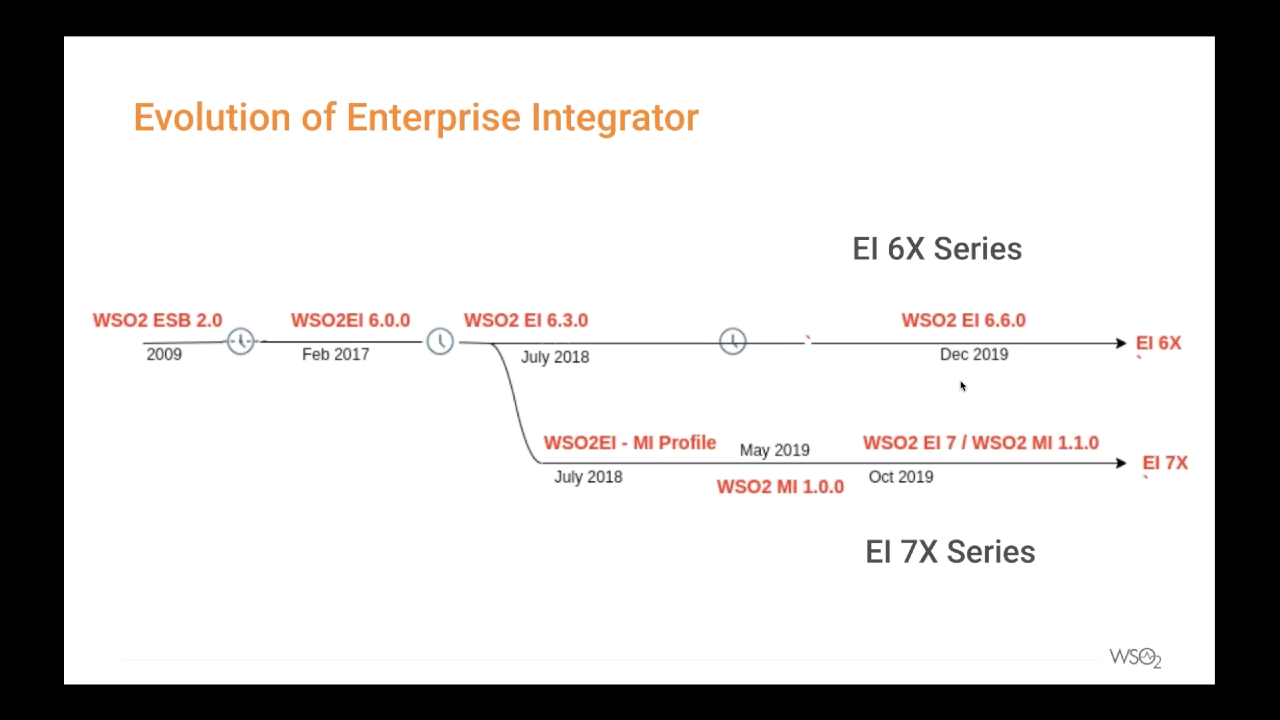 Evolution of Enterprise Integrator
EI 6X Series
WSO2 ESB 2.0
WSO2EI 6.0.0
WSO2 EI 6.3.0
WSO2 EI 6.6.0
2009
Feb 2017
July 2018
Dec 2019
EI 6X
WSO2EI - MI Profile
May 2019
WSO2 EI 7 / WSO2 MI 1.1.0
EI 7X
July 2018
WSO2 MI 1.0.0
Oct 2019
EI 7X Series
WSO2